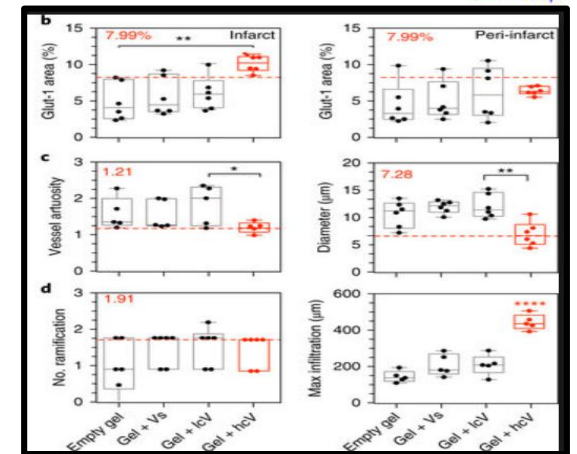 b
7.99%
**
Infarct
Glut-1 area (%)
15
10
5
0
7.99%
Peri-infarct
Glut-1 area (%)
15
10
5
0
c
1.21
*
Vessel artuosity
3
2
1
0
7.28
**
Diameter (μm)
20
15
10
5
0
d
1.91
No. ramification
3
2
1
0
Empty gel
Gel + Vs
Gel + lcV
Gel + hcV
****
Max infiltration (μm)
600
400
200
0
Empty gel
Gel + Vs
Gel + lcV
Gel + hcV